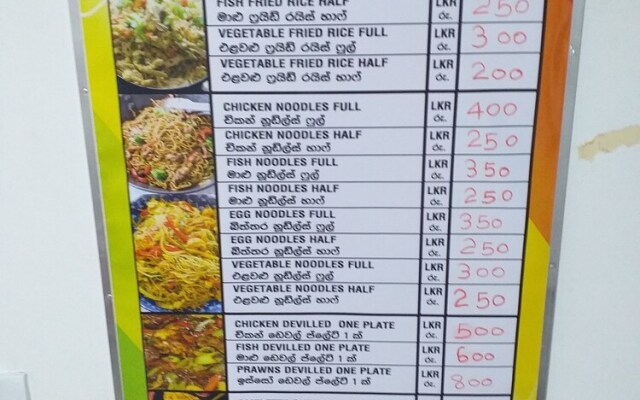 FISH FRIED RICE HALF LKR 250
මාළු ෆ්‍රයිඩ් රයිස් හාෆ් රු.
VEGETABLE FRIED RICE FULL LKR 300
එළවළු ෆ්‍රයිඩ් රයිස් ෆුල් රු.
VEGETABLE FRIED RICE HALF LKR 200
එළවළු ෆ්‍රයිඩ් රයිස් හාෆ් රු.
CHICKEN NOODLES FULL LKR 400
චිකන් නූඩ්ල්ස් ෆුල් රු.
CHICKEN NOODLES HALF LKR 250
චිකන් නූඩ්ල්ස් හාෆ් රු.
FISH NOODLES FULL LKR 350
මාළු නූඩ්ල්ස් ෆුල් රු.
FISH NOODLES HALF LKR 250
මාළු නූඩ්ල්ස් හාෆ් රු.
EGG NOODLES FULL LKR 350
බිත්තර නූඩ්ල්ස් ෆුල් රු.
EGG NOODLES HALF LKR 250
බිත්තර නූඩ්ල්ස් හාෆ් රු.
VEGETABLE NOODLES FULL LKR 300
එළවළු නූඩ්ල්ස් ෆුල් රු.
VEGETABLE NOODLES HALF LKR 250
එළවළු නූඩ්ල්ස් හාෆ් රු.
CHICKEN DEVILLED ONE PLATE LKR 500
චිකන් ඩෙවල් ප්ලේට් 1 ක් රු.
FISH DEVILLED ONE PLATE LKR 600
මාළු ඩෙවල් ප්ලේට් 1 ක් රු.
PRAWNS DEVILLED ONE PLATE LKR 800
ඉස්සෝ ඩෙවල් ප්ලේට් 1 ක් රු.